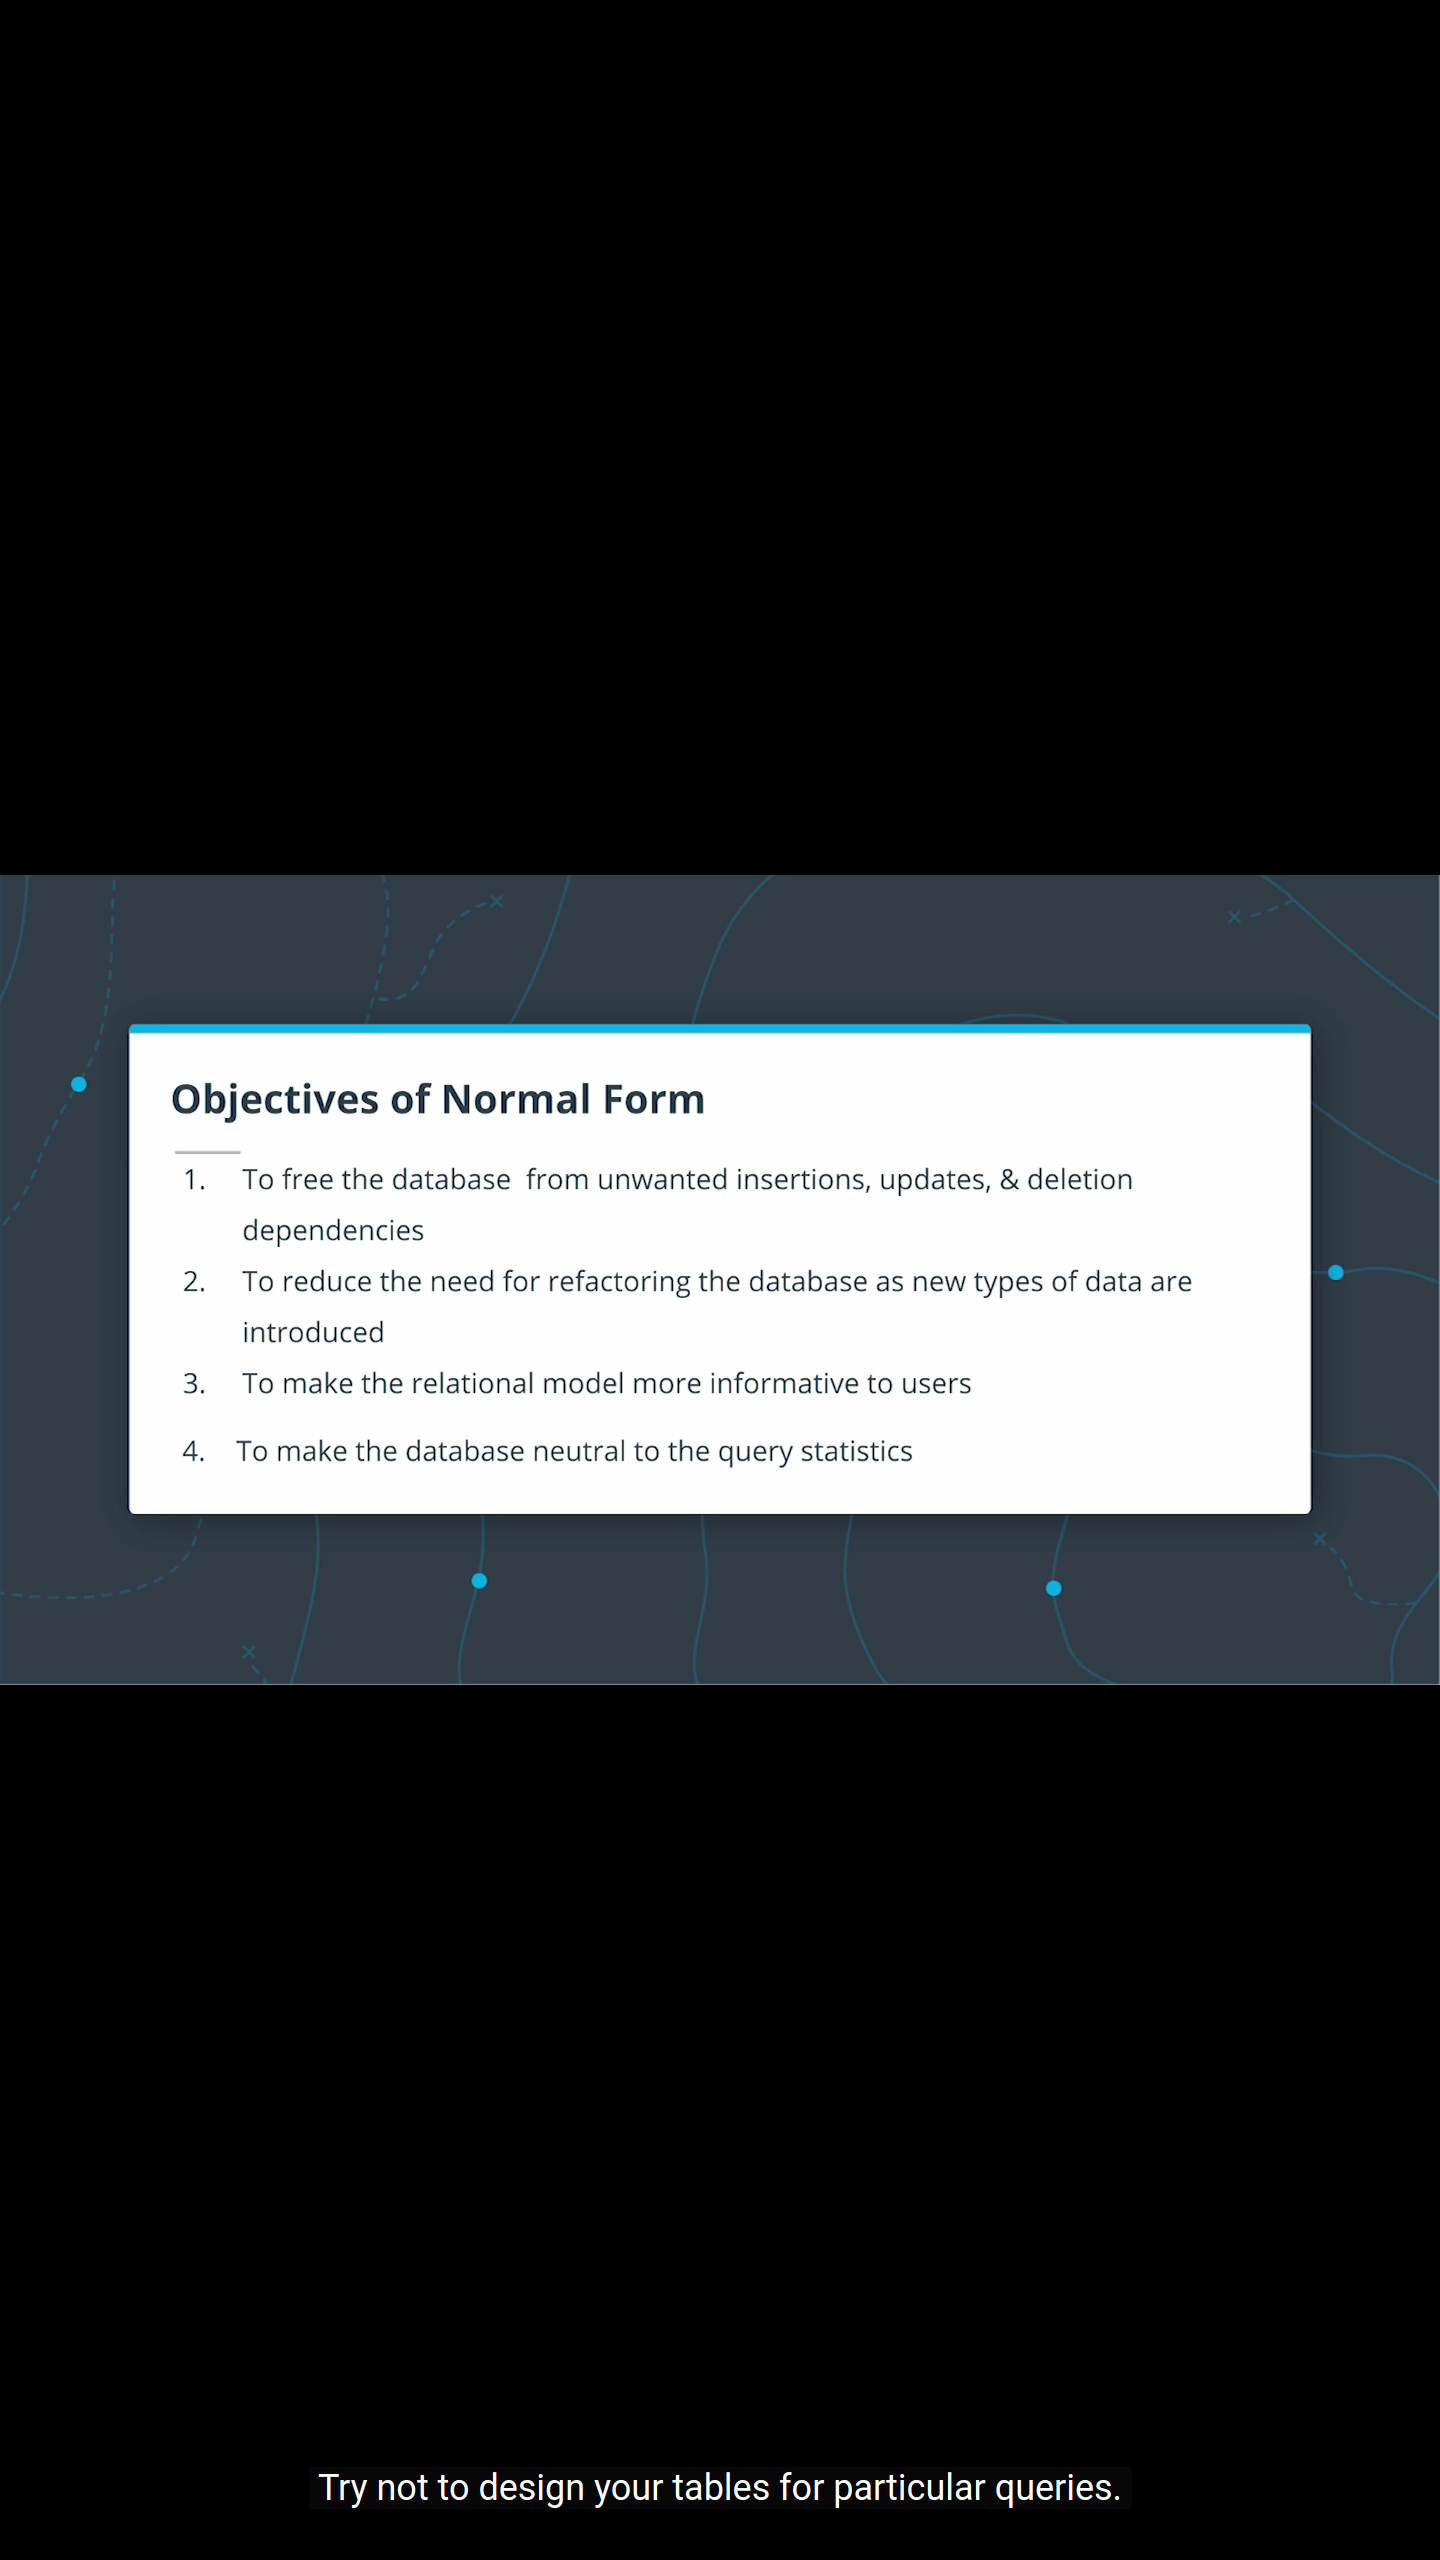 Objectives of Normal Form
1. To free the database  from unwanted insertions, updates, & deletion
dependencies
2. To reduce the need for refactoring the database as new types of data are
introduced
3. To make the relational model more informative to users
4. To make the database neutral to the query statistics
Try not to design your tables for particular queries.